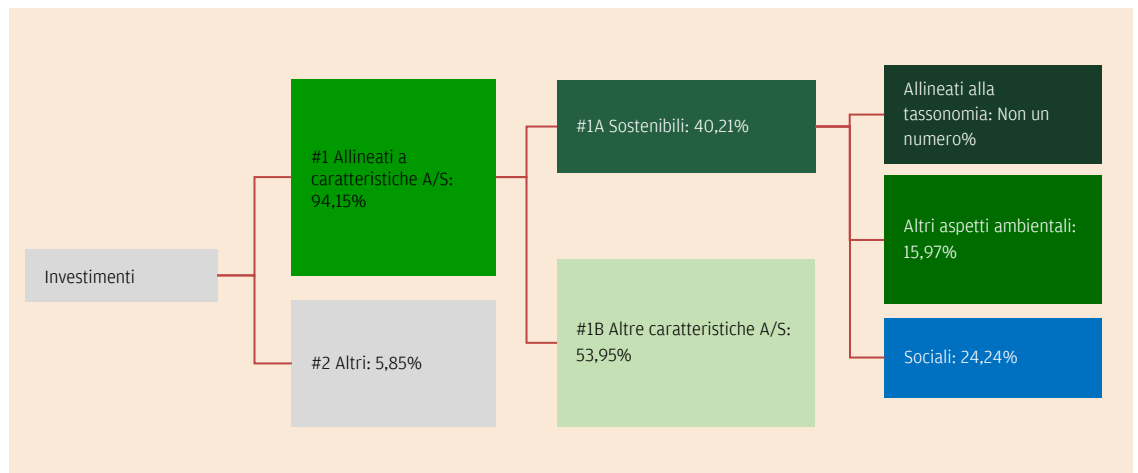 Investimenti
#1 Allineati a
caratteristiche A/S:
94,15%
#2 Altri: 5,85%
#1A Sostenibili: 40,21%
#1B Altre caratteristiche A/S:
53,95%
Allineati alla
tassonomia: Non un
numero%
Altri aspetti ambientali:
15,97%
Sociali: 24,24%